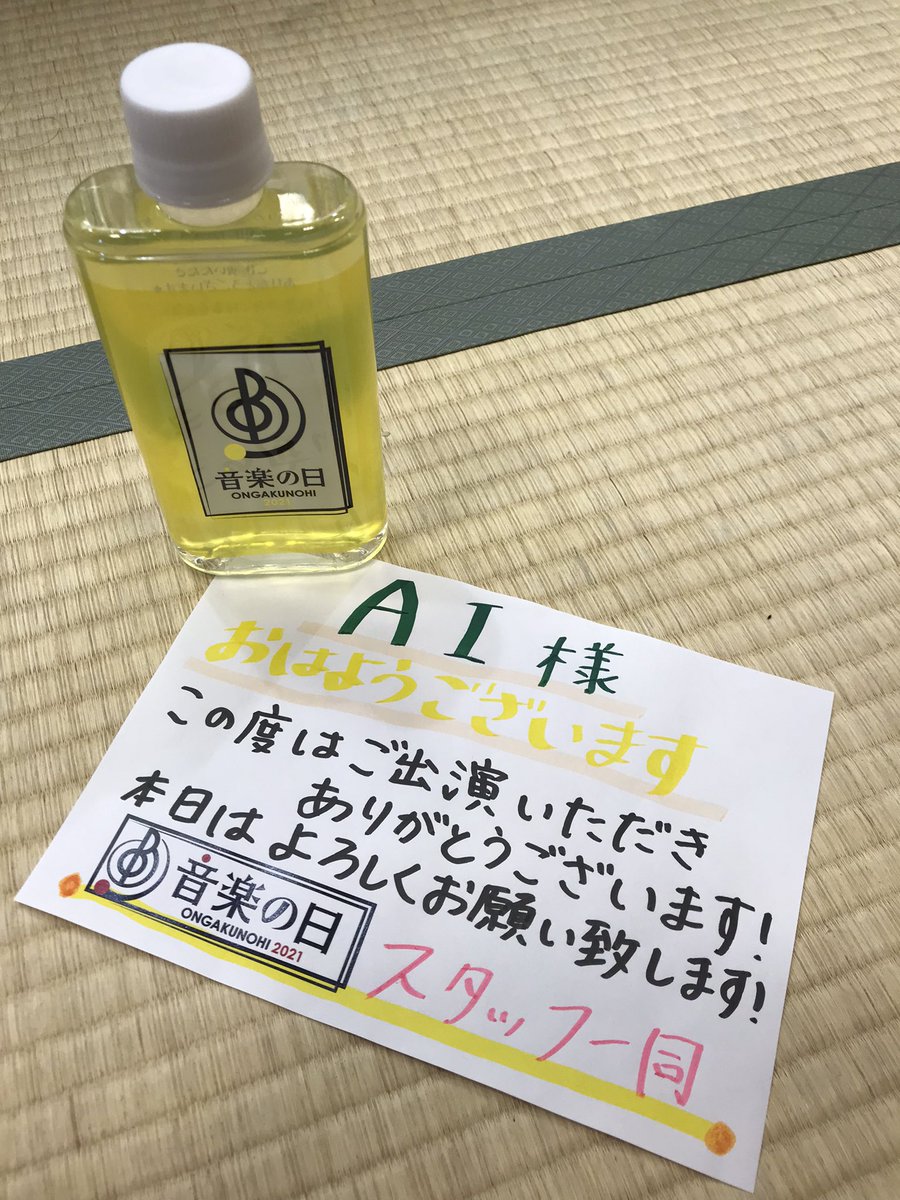 音楽の日
ONGAKUNOHI
2021
AI 様
おはようございます
この度はご出演いただき
ありがとうございます!
本日はよろしくお願い致します!
音楽の日
ONGAKUNOHI 2021
スタッフ一同